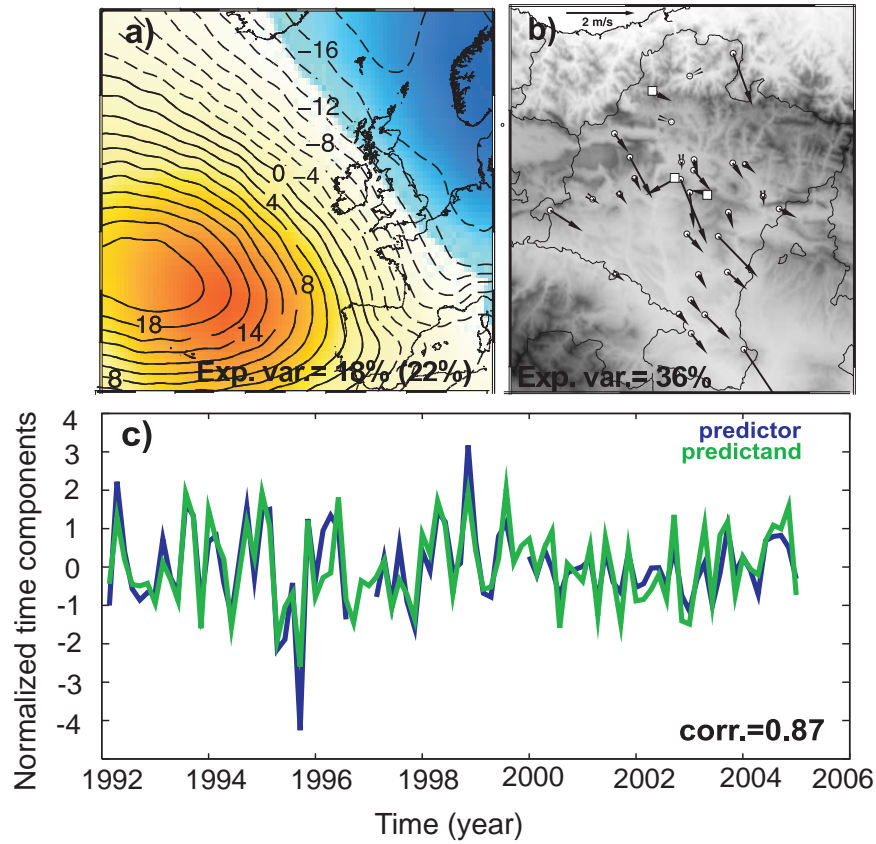 a)
−16
−12
−8
0
−4
4
8
18
14
8
Exp. var.= 18% (22%)
b)
2 m/s
Exp. var.= 36%
c)
predictor
predictand
4
3
2
1
0
-1
-2
-3
-4
Normalized time components
corr.=0.87
1992
1994
1996
1998
2000
2002
2004
2006
Time (year)